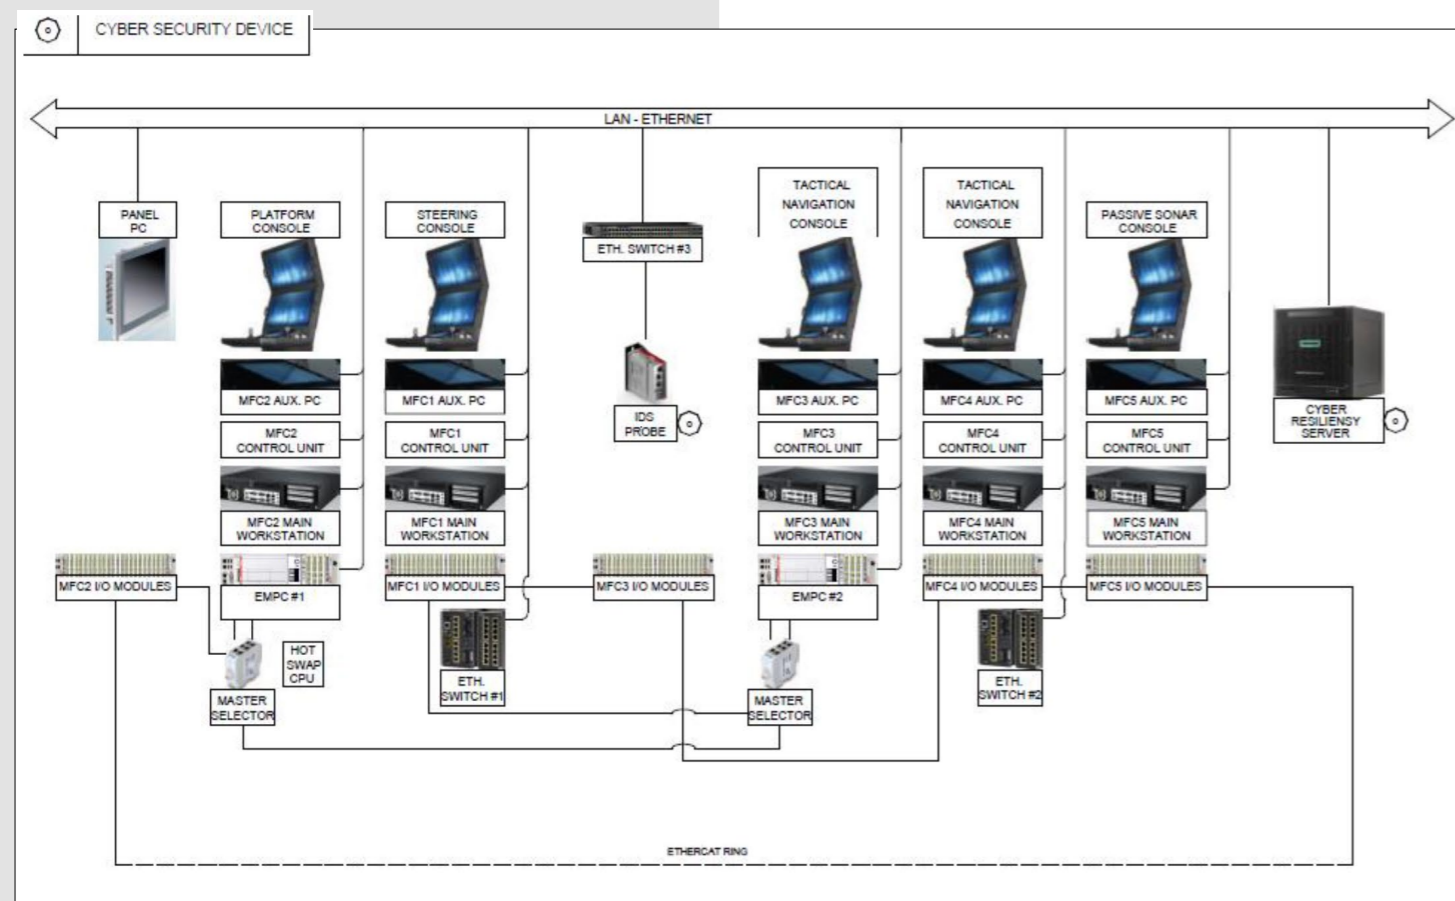 CYBER SECURITY DEVICE
LAN - ETHERNET
PANEL
PC
PLATFORM
CONSOLE
STEERING
CONSOLE
ETH. SWITCH #3
TACTICAL
NAVIGATION
CONSOLE
TACTICAL
NAVIGATION
CONSOLE
PASSIVE SONAR
CONSOLE
MFC2 AUX. PC
MFC1 AUX. PC
IDS
PROBE
MFC3 AUX. PC
MFC4 AUX. PC
MFC5 AUX. PC
CYBER
RESILIENSY
SERVER
MFC2
CONTROL UNIT
MFC1
CONTROL UNIT
MFC3
CONTROL UNIT
MFC4
CONTROL UNIT
MFC5
CONTROL UNIT
MFC2 MAIN
WORKSTATION
MFC1 MAIN
WORKSTATION
MFC3 MAIN
WORKSTATION
MFC4 MAIN
WORKSTATION
MFC5 MAIN
WORKSTATION
MFC2 I/O MODULES
EMPC #1
MFC1 I/O MODULES
MFC3 I/O MODULES
EMPC #2
MFC4 I/O MODULES
MFC5 I/O MODULES
HOT
SWAP
CPU
MASTER
SELECTOR
ETH.
SWITCH #1
MASTER
SELECTOR
ETH.
SWITCH #2
ETHERCAT RING